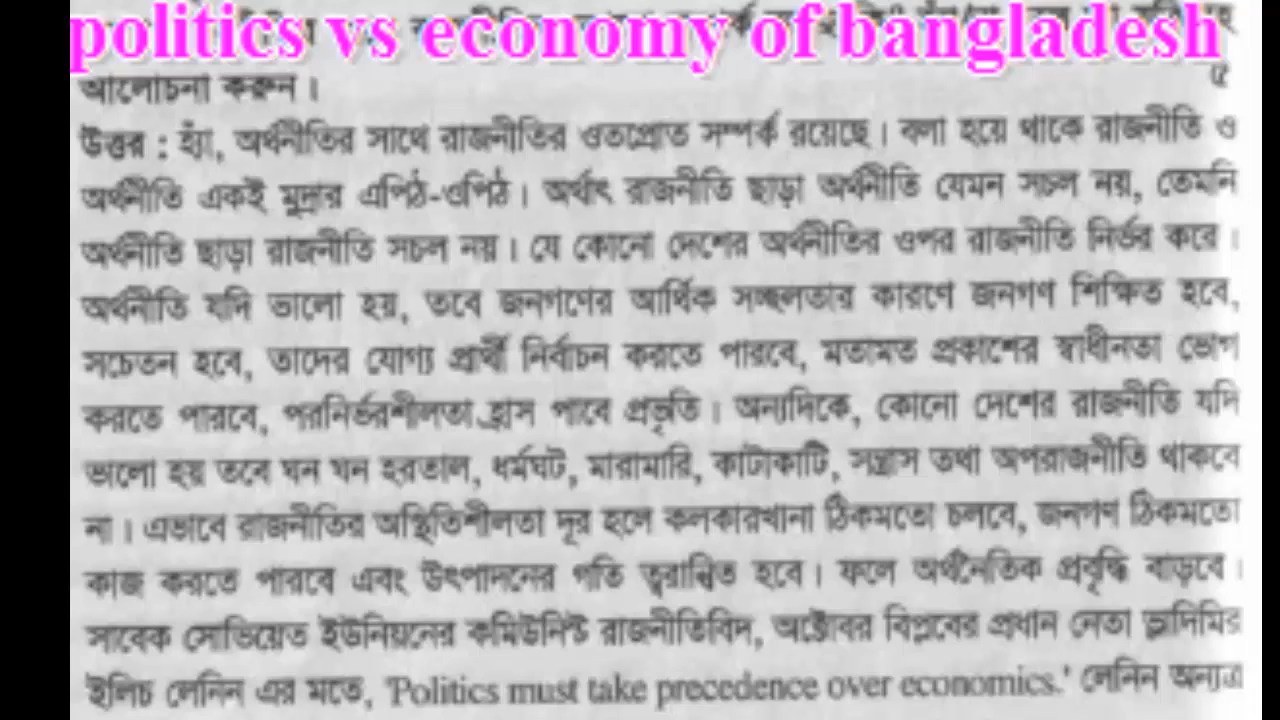 politics vs economy of bangladesh
৫
আলোচনা করুন।
উত্তর : হ্যাঁ, অর্থনীতির সাথে রাজনীতির ওতপ্রোত সম্পর্ক রয়েছে। বলা হয়ে থাকে রাজনীতি ও
অর্থনীতি একই মুদ্রার এপিঠ-ওপিঠ। অর্থাৎ রাজনীতি ছাড়া অর্থনীতি যেমন সচল নয়, তেমনি
অর্থনীতি ছাড়া রাজনীতি সচল নয়। যে কোনো দেশের অর্থনীতির ওপর রাজনীতি নির্ভর করে।
অর্থনীতি যদি ভালো হয়, তবে জনগণের আর্থিক সচ্ছলতার কারণে জনগণ শিক্ষিত হবে,
সচেতন হবে, তাদের যোগ্য প্রার্থী নির্বাচন করতে পারবে, মতামত প্রকাশের স্বাধীনতা ভোগ
করতে পারবে, পরনির্ভরশীলতা হ্রাস পাবে প্রভৃতি। অন্যদিকে, কোনো দেশের রাজনীতি যদি
ভালো হয় তবে ঘন ঘন হরতাল, ধর্মঘট, মারামারি, কাটাকাটি, সন্ত্রাস তথা অপরাজনীতি থাকবে
না। এভাবে রাজনীতির অস্থিতিশীলতা দূর হলে কলকারখানা ঠিকমতো চলবে, জনগণ ঠিকমতো
কাজ করতে পারবে এবং উৎপাদনের গতি ত্বরান্বিত হবে। ফলে অর্থনৈতিক প্রবৃদ্ধি বাড়বে।
সাবেক সোভিয়েত ইউনিয়নের কমিউনিস্ট রাজনীতিবিদ, অক্টোবর বিপ্লবের প্রধান নেতা ভ্লাদিমির
ইলিচ লেনিন এর মতে, 'Politics must take precedence over economics.' লেনিন অন্যত্র